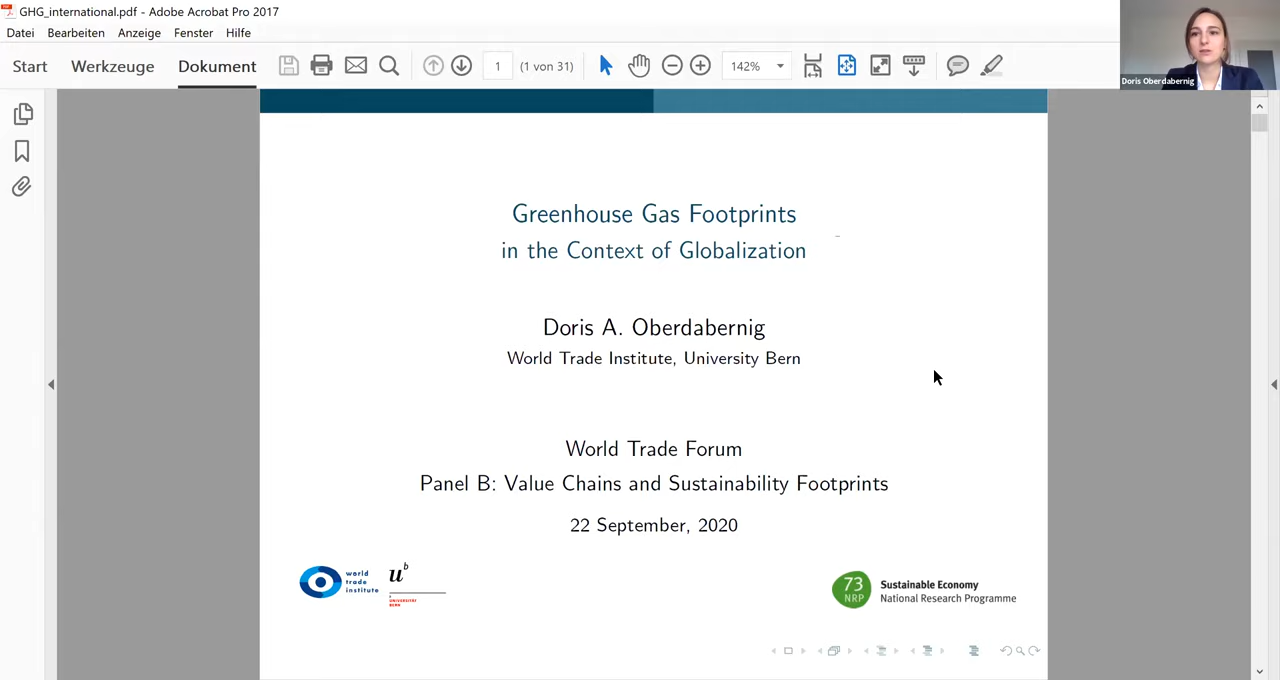 GHG_international.pdf - Adobe Acrobat Pro 2017
Datei Bearbeiten Anzeige Fenster Hilfe
Start Werkzeuge Dokument 1 (1 von 31) 142%
Doris Oberdabernig
Greenhouse Gas Footprints
in the Context of Globalization
Doris A. Oberdabernig
World Trade Institute, University Bern
World Trade Forum
Panel B: Value Chains and Sustainability Footprints
22 September, 2020
world
trade
institute
u b
b
UNIVERSITÄT
BERN
73
NRP
Sustainable Economy
National Research Programme